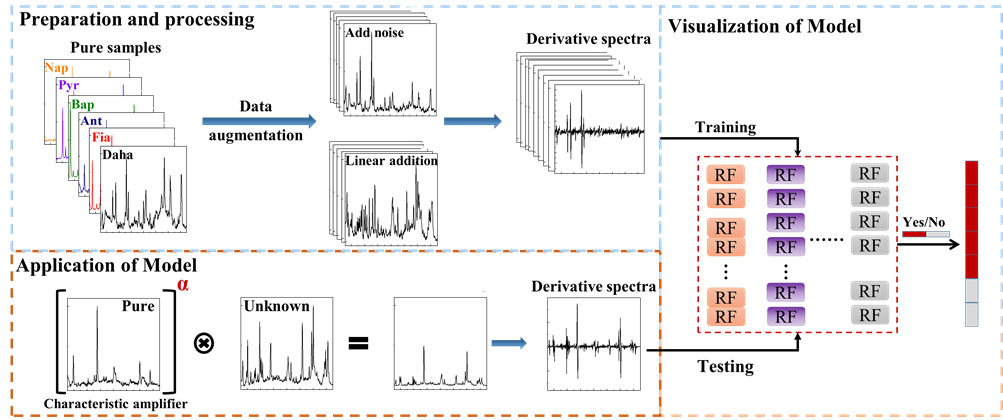 Preparation and processing
Pure samples
Nap
Pyr
Bap
Ant
Fia
Daha
Data
augmentation
Add noise
Linear addition
Derivative spectra
Visualization of Model
Training
RF RF RF
RF RF RF
RF RF RF
RF RF RF
RF RF RF
RF RF RF
Yes/No
Testing
Application of Model
Pure
α
Characteristic amplifier
Unknown
Derivative spectra